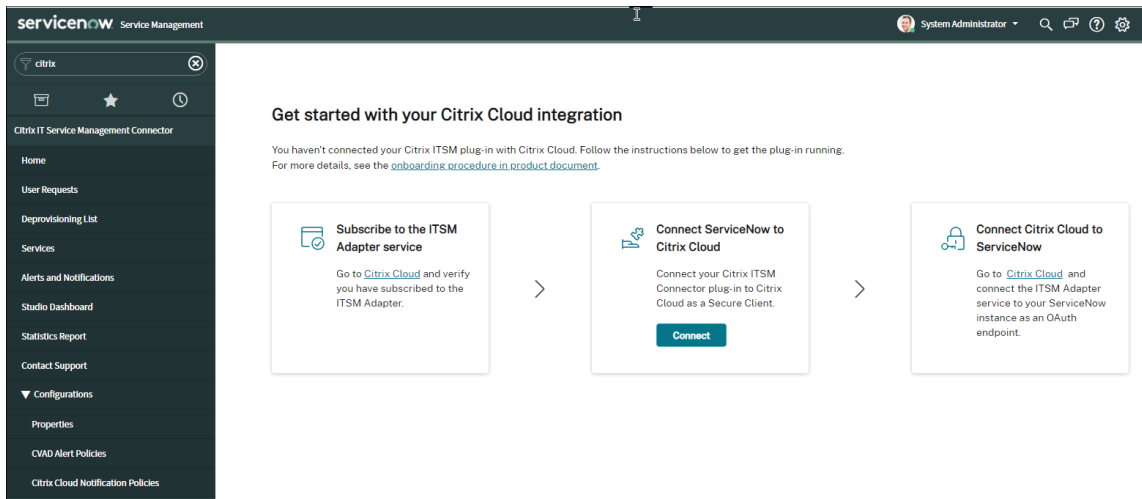 servicenow Service Management
System Administrator
citrix
Citrix IT Service Management Connector
Home
User Requests
Deprovisioning List
Services
Alerts and Notifications
Studio Dashboard
Statistics Report
Contact Support
Configurations
Properties
CVAD Alert Policies
Citrix Cloud Notification Policies
Get started with your Citrix Cloud integration
You haven't connected your Citrix ITSM plug-in with Citrix Cloud. Follow the instructions below to get the plug-in running.
For more details, see the onboarding procedure in product document.
Subscribe to the ITSM
Adapter service
Go to Citrix Cloud and verify
you have subscribed to the
ITSM Adapter.
Connect ServiceNow to
Citrix Cloud
Connect your Citrix ITSM
Connector plug-in to Citrix
Cloud as a Secure Client.
Connect
Connect Citrix Cloud to
ServiceNow
Go to Citrix Cloud and
connect the ITSM Adapter
service to your ServiceNow
instance as an OAuth
endpoint.